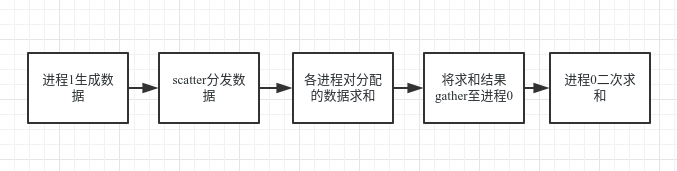 进程1生成数
据
scatter分发数
据
各进程对分配
的数据求和
将求和结果
gather至进程0
进程0二次求
和